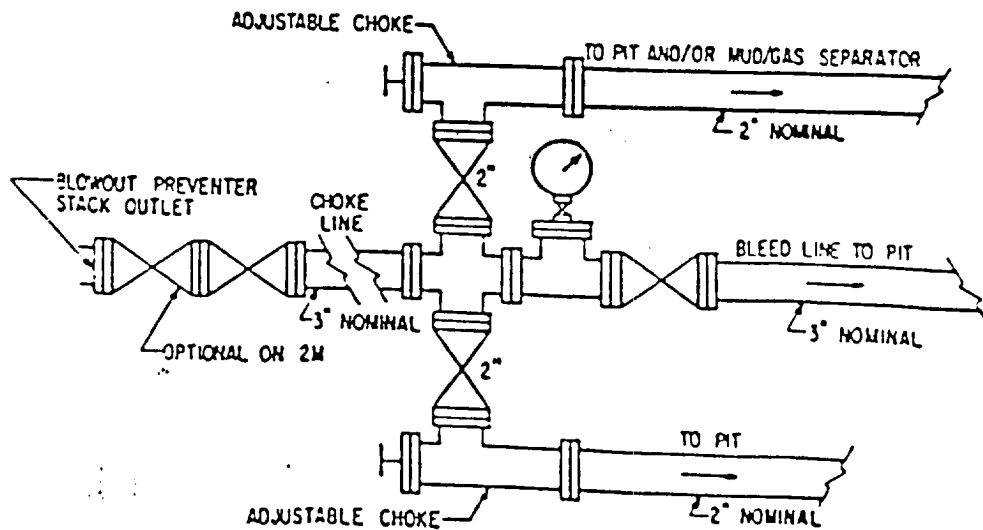 ADJUSTABLE CHOKE
TO PIT AND/OR MUD/GAS SEPARATOR
2" NOMINAL
2"
BLOWOUT PREVENTER
STACK OUTLET
CHOKE
LINE
BLEED LINE TO PIT
3" NOMINAL
3" NOMINAL
OPTIONAL ON 2M
2"
TO PIT
2" NOMINAL
ADJUSTABLE CHOKE